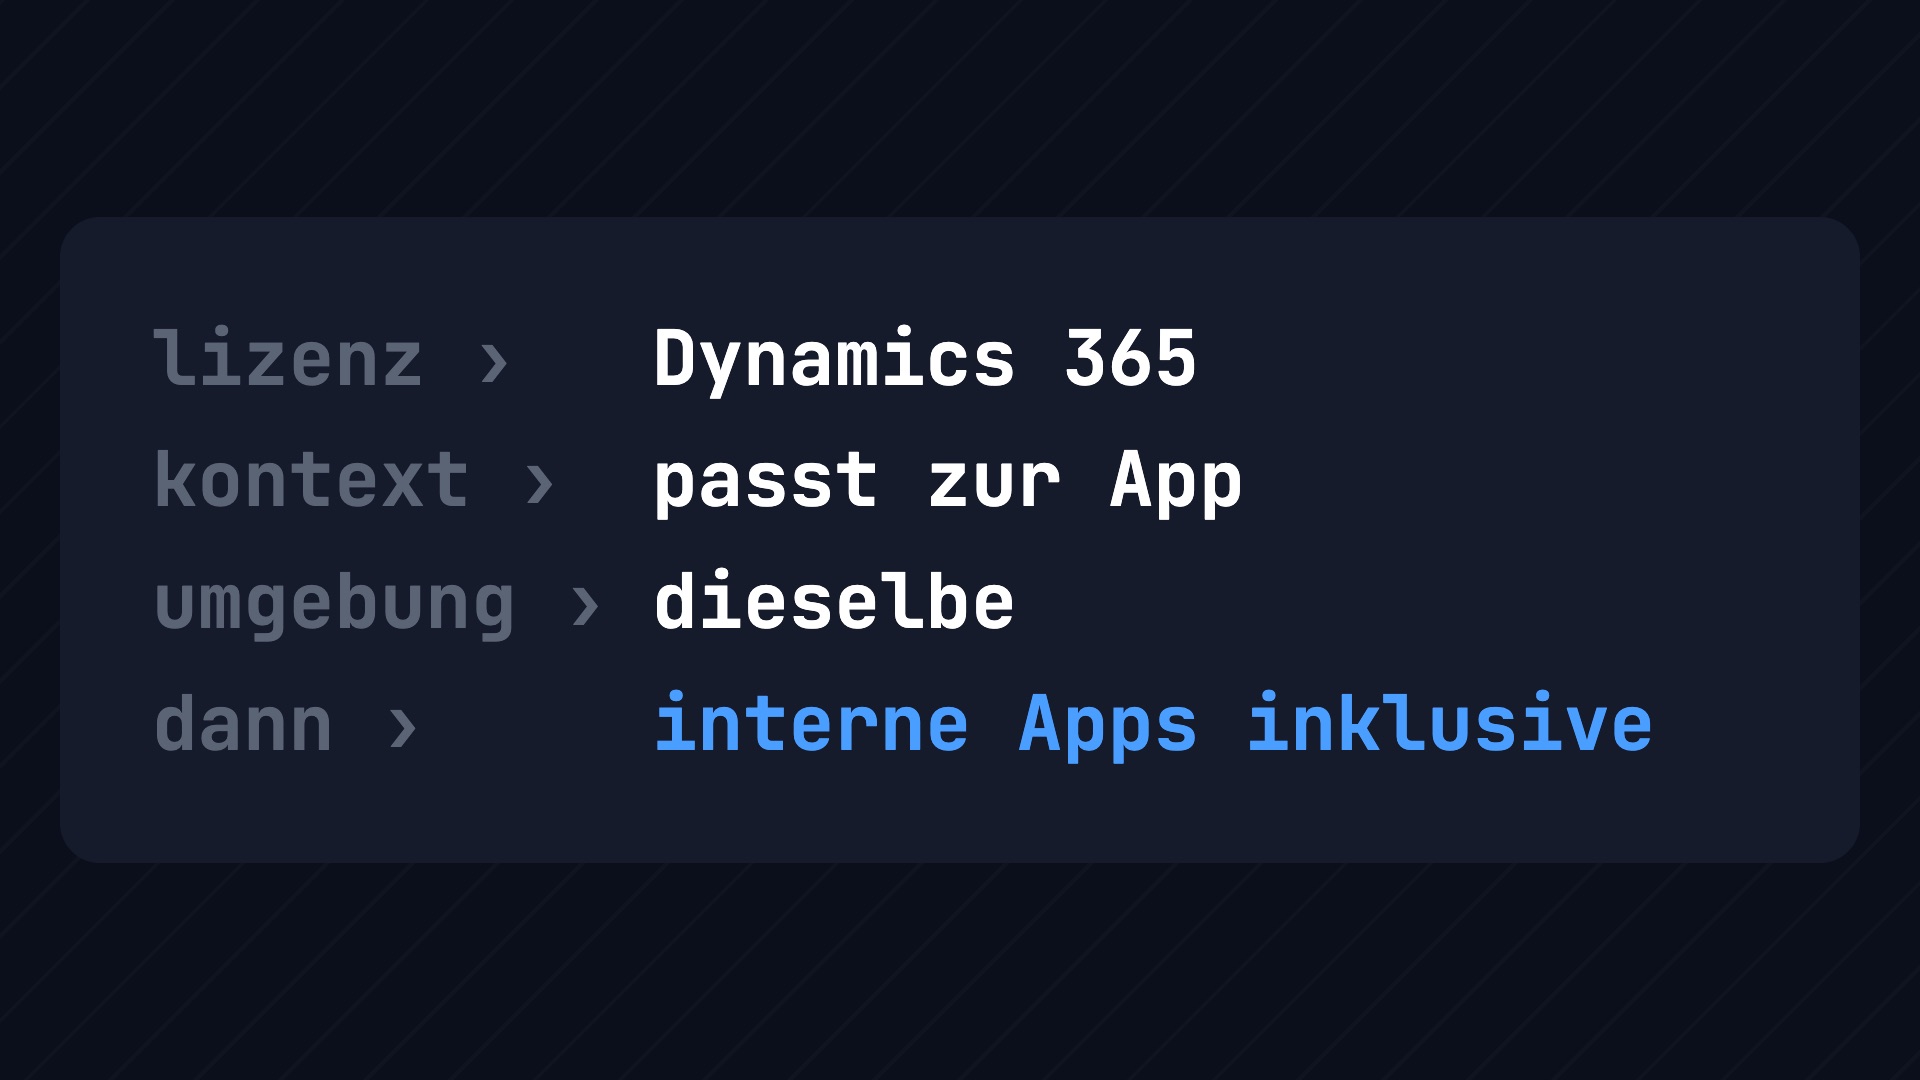 lizenz › Dynamics 365
kontext › passt zur App
umgebung › dieselbe
dann › interne Apps inklusive